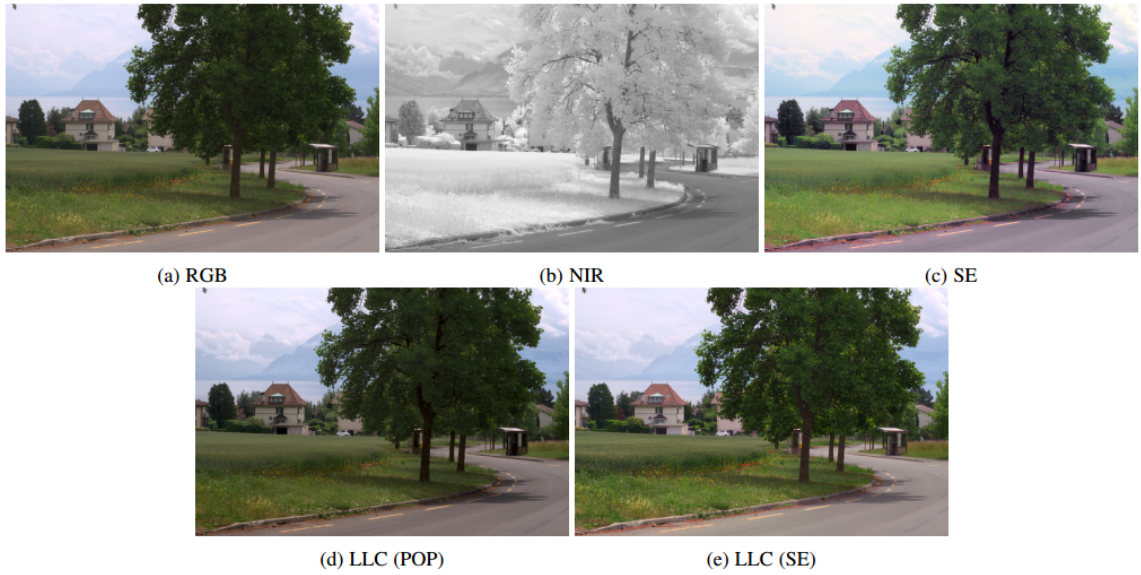 (a) RGB
(b) NIR
(c) SE
(d) LLC (POP)
(e) LLC (SE)